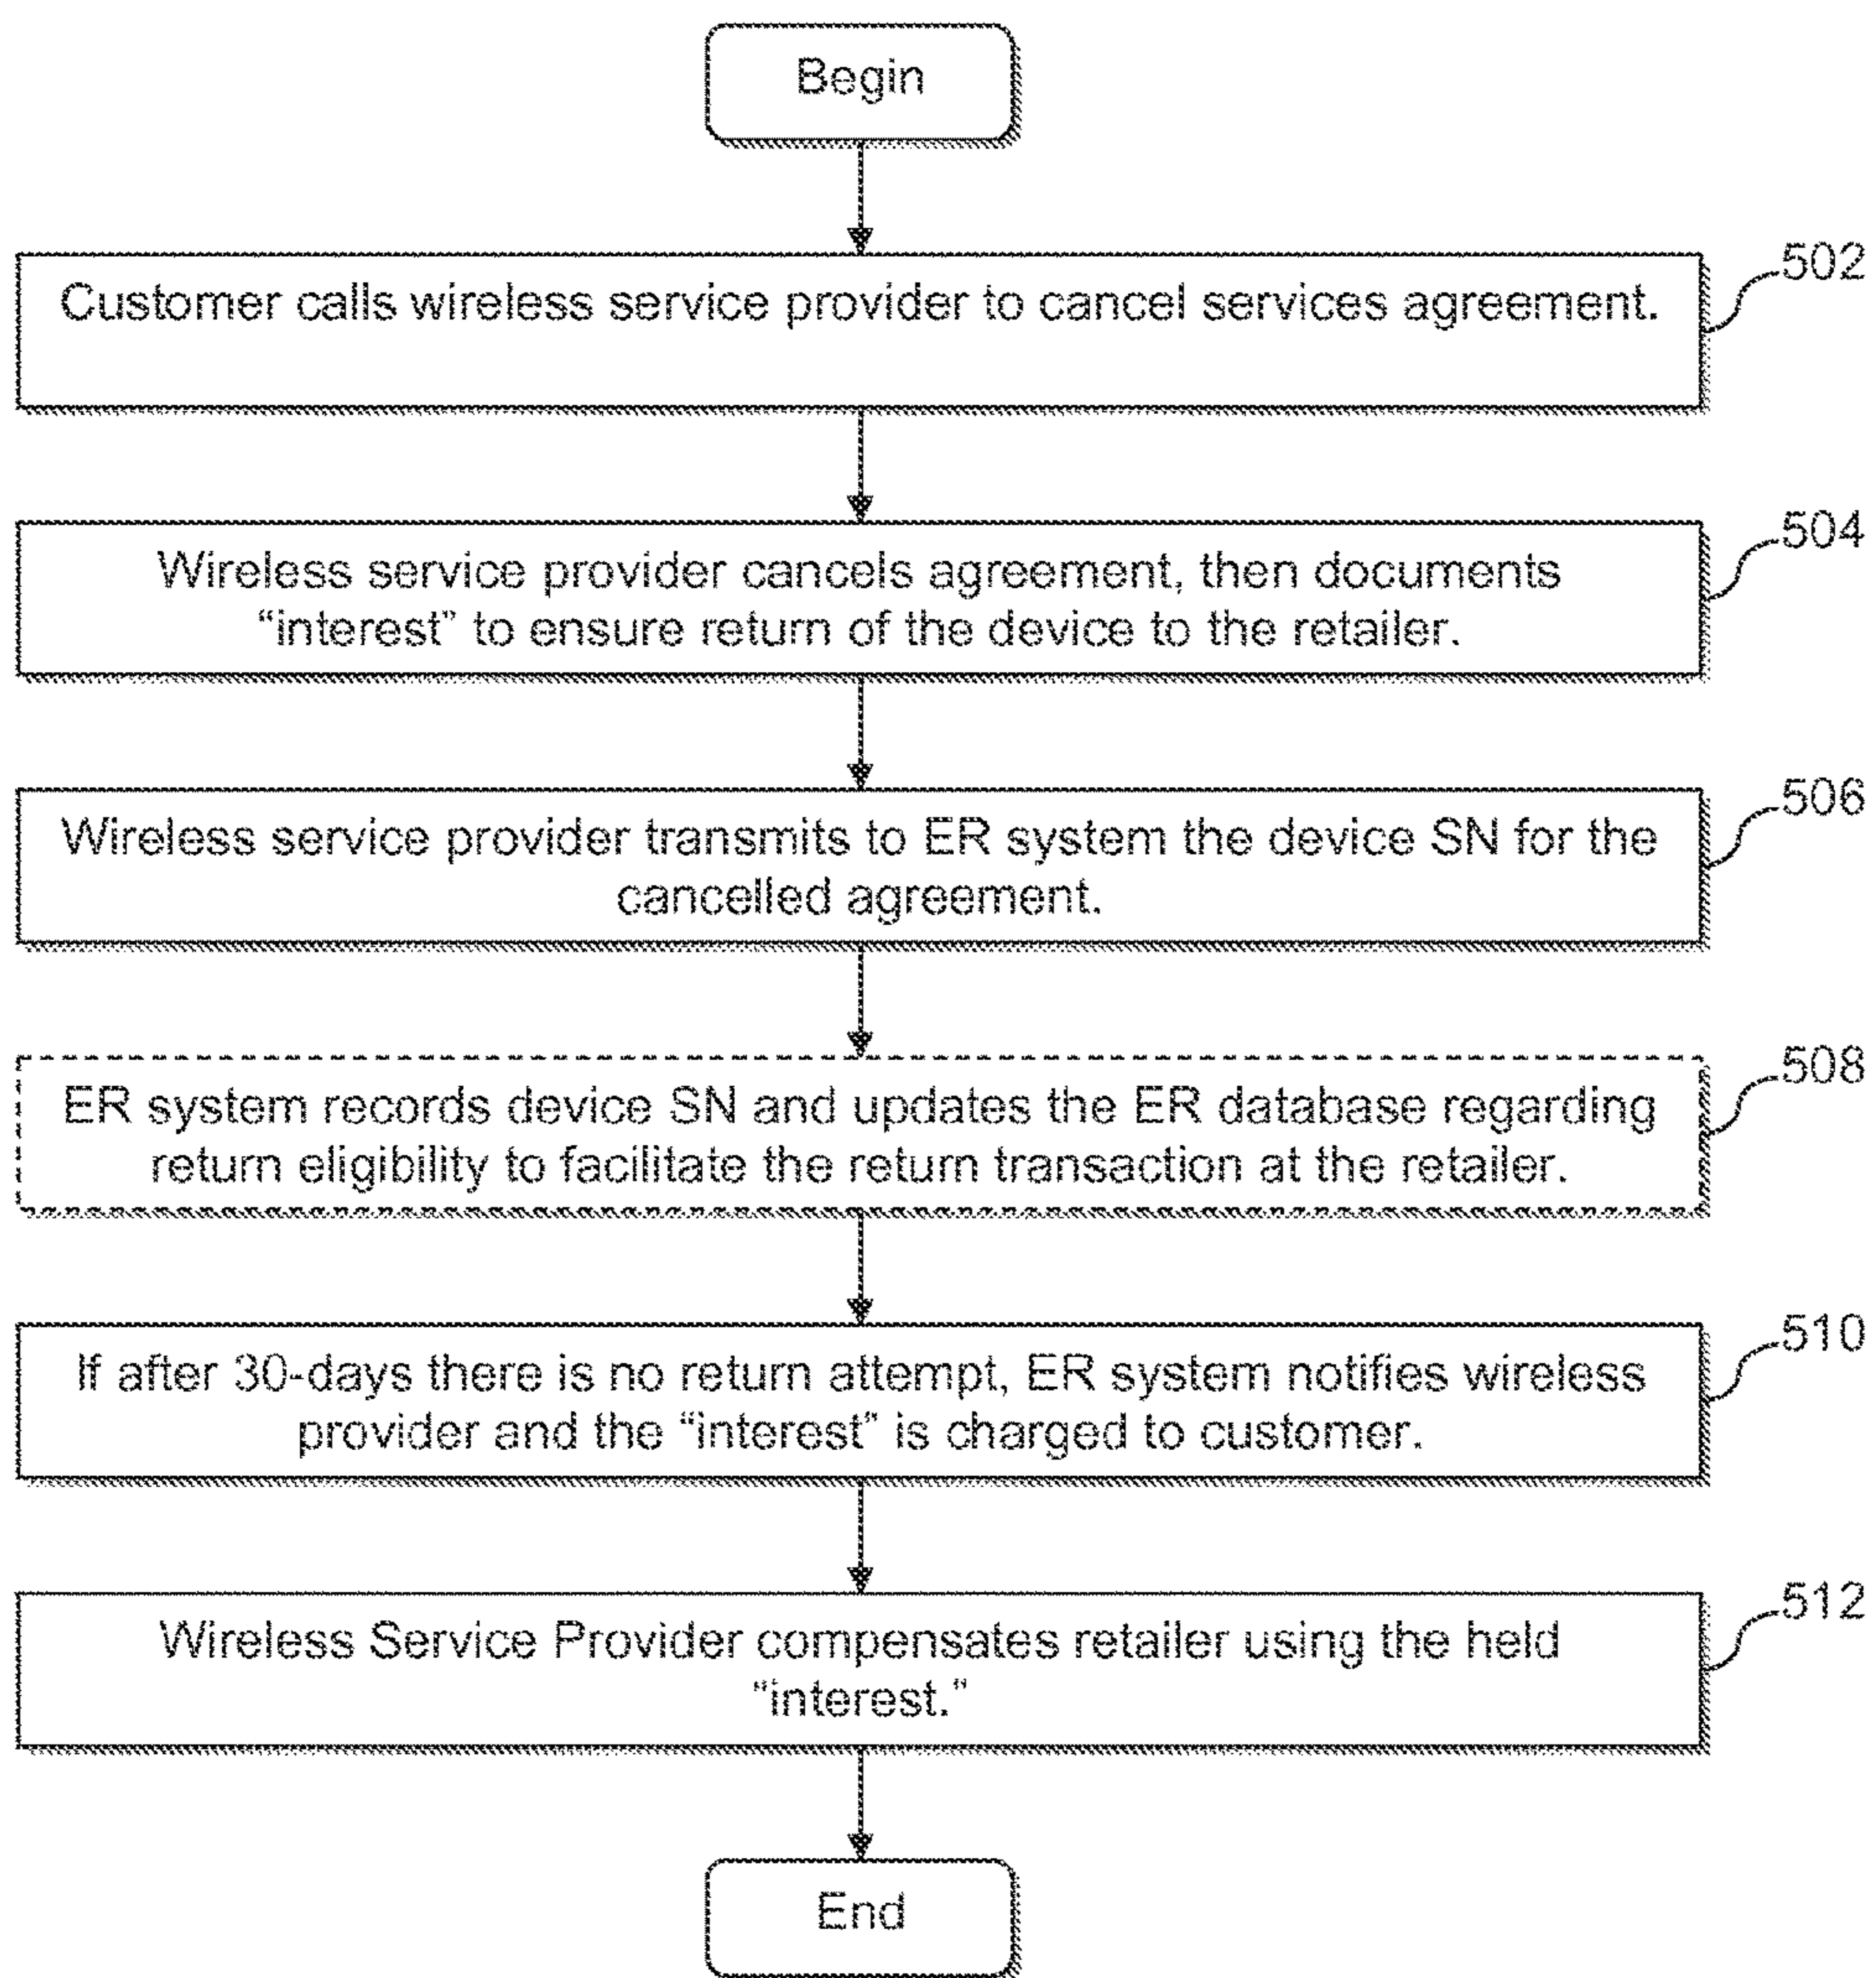 Begin
Customer calls wireless service provider to cancel services agreement.
502
Wireless service provider cancels agreement, then documents
“interest” to ensure return of the device to the retailer.
504
Wireless service provider transmits to ER system the device SN for the
cancelled agreement.
506
ER system records device SN and updates the ER database regarding
return eligibility to facilitate the return transaction at the retailer.
508
If after 30-days there is no return attempt, ER system notifies wireless
provider and the “interest” is charged to customer.
510
Wireless Service Provider compensates retailer using the held
“interest.”
512
End